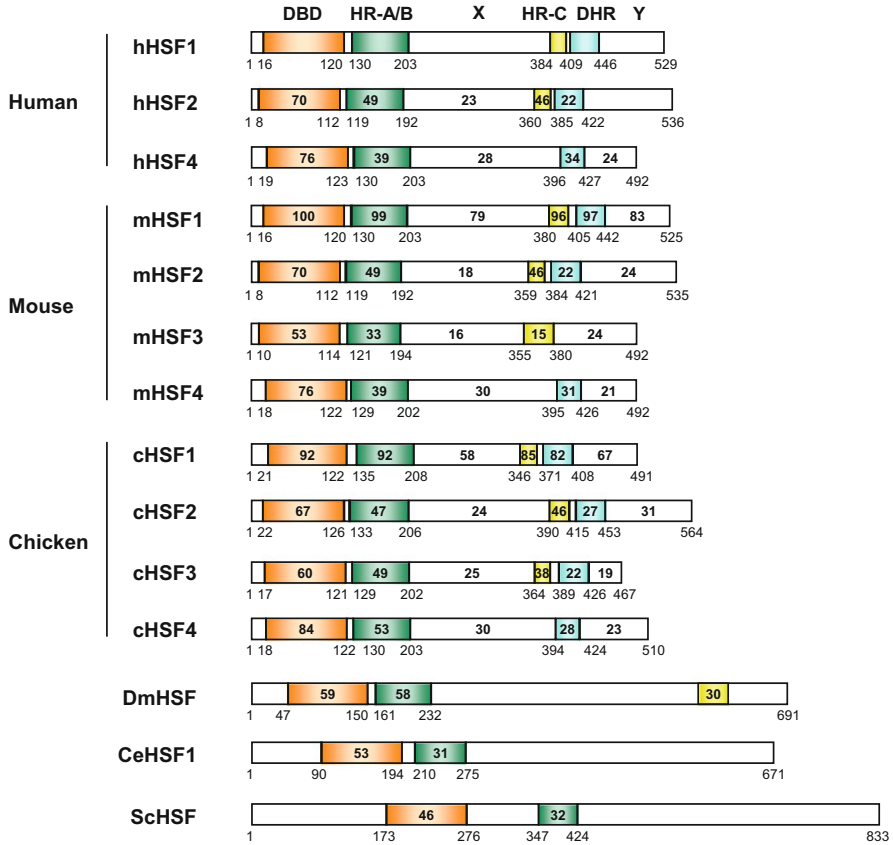 DBD HR-A/B X HR-C DHR Y
Human
hHSF1
1 16 120 130 203 384 409 446 529
hHSF2 70 49 23 46 22
1 8 112 119 192 360 385 422 536
hHSF4 76 39 28 34 24
1 19 123 130 203 396 427 492
Mouse
mHSF1 100 99 79 96 97 83
1 16 120 130 203 380 405 442 525
mHSF2 70 49 18 46 22 24
1 8 112 119 192 359 384 421 535
mHSF3 53 33 16 15 24
1 10 114 121 194 355 380 492
mHSF4 76 39 30 31 21
1 18 122 129 202 395 426 492
Chicken
cHSF1 92 92 58 85 82 67
1 21 122 135 208 346 371 408 491
cHSF2 67 47 24 46 27 31
1 22 126 133 206 390 415 453 564
cHSF3 60 49 25 38 22 19
1 17 121 129 202 364 389 426 467
cHSF4 84 53 30 28 23
1 18 122 130 203 394 424 510
DmHSF 59 58 30
1 47 150 161 232 691
CeHSF1 53 31
1 90 194 210 275 671
ScHSF 46 32
1 173 276 347 424 833